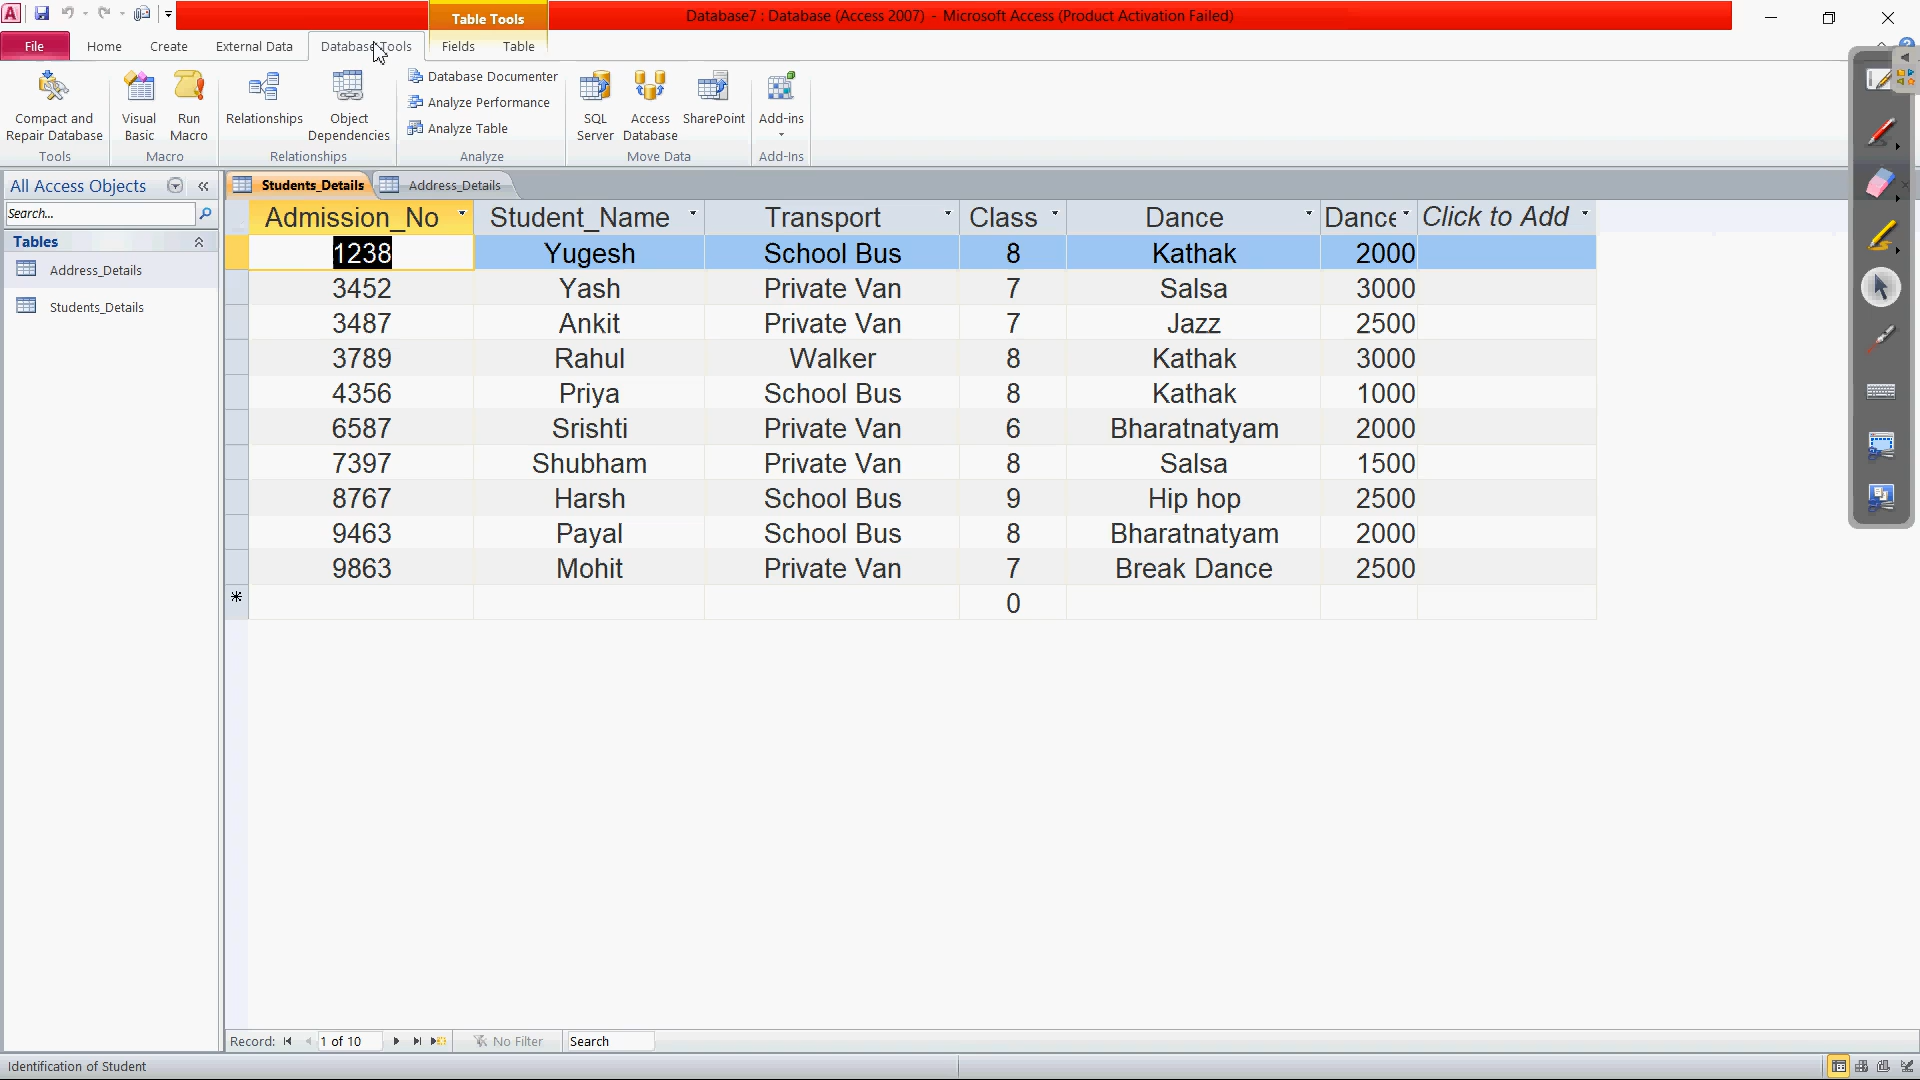 Table Tools
Database7 : Database (Access 2007) - Microsoft Access (Product Activation Failed)
File Home Create External Data Database Tools Fields Table
Compact and Repair Database
Visual Basic
Run Macro
Relationships
Object Dependencies
Database Documenter
Analyze Performance
Analyze Table
SQL Server
Access Database
SharePoint
Add-ins
Tools Macro Relationships Analyze Move Data Add-Ins
All Access Objects
Search...
Tables
Address_Details
Students_Details
Students_Details Address_Details
Admission_No Student_Name Transport Class Dance Dance Click to Add
1238 Yugesh School Bus 8 Kathak 2000
3452 Yash Private Van 7 Salsa 3000
3487 Ankit Private Van 7 Jazz 2500
3789 Rahul Walker 8 Kathak 3000
4356 Priya School Bus 8 Kathak 1000
6587 Srishti Private Van 6 Bharatnatyam 2000
7397 Shubham Private Van 8 Salsa 1500
8767 Harsh School Bus 9 Hip hop 2500
9463 Payal School Bus 8 Bharatnatyam 2000
9863 Mohit Private Van 7 Break Dance 2500
0
Record: 1 of 10 No Filter Search
Identification of Student